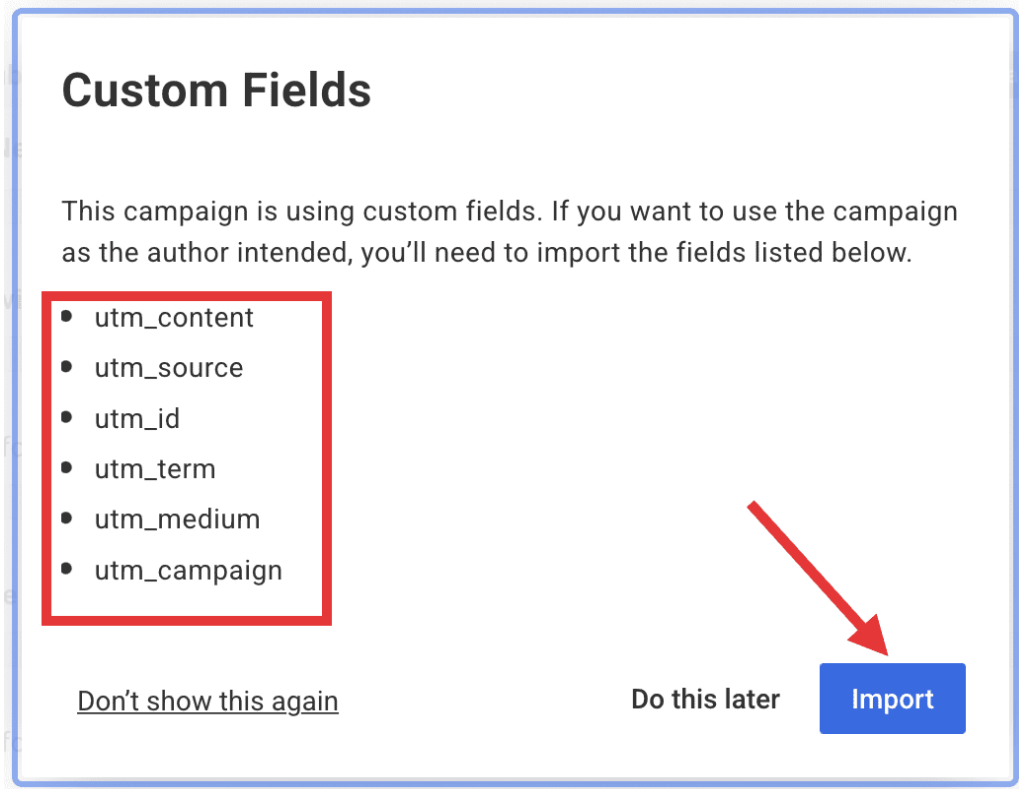 Custom Fields
This campaign is using custom fields. If you want to use the campaign
as the author intended, you’ll need to import the fields listed below.
utm_content
utm_source
utm_id
utm_term
utm_medium
utm_campaign
Don’t show this again
Do this later
Import